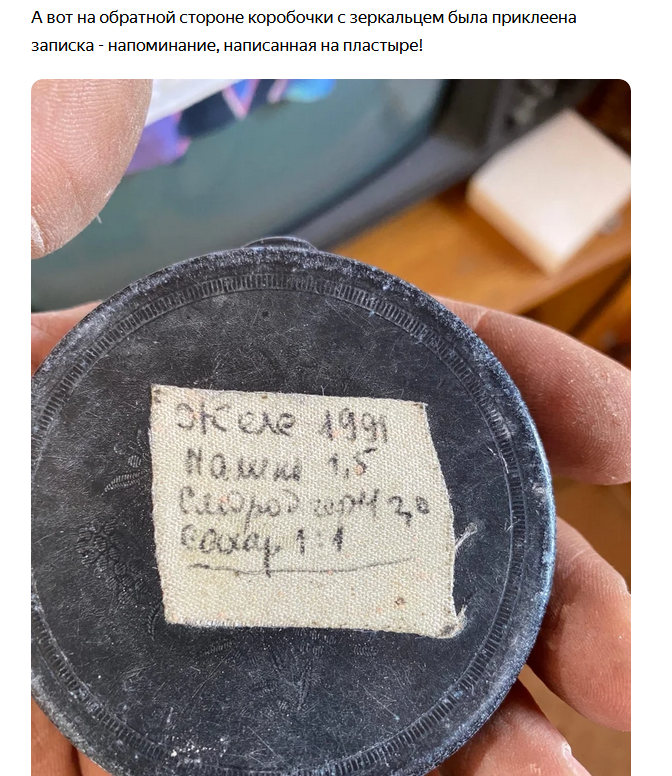 А вот на обратной стороне коробочки с зеркальцем была приклеена
записка - напоминание, написанная на пластыре!
Желе 1991
1,5
Смород черн 2,0
Сахар 1:1